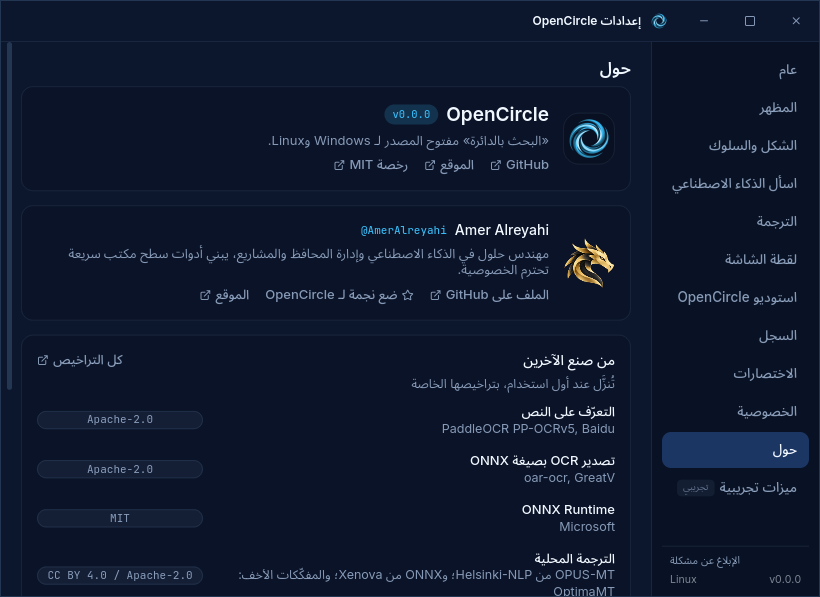 إعدادات OpenCircle
عام
المظهر
الشكل والسلوك
اسأل الذكاء الاصطناعي
الترجمة
لقطة الشاشة
استوديو OpenCircle
السجل
الاختصارات
الخصوصية
حول
ميزات تجريبية تجريبي
الإبلاغ عن مشكلة
v0.0.0 Linux
حول
OpenCircle v0.0.0
«البحث بالدائرة» مفتوح المصدر لـ Windows وLinux.
GitHub الموقع رخصة MIT
Amer Alreyahi @AmerAlreyahi
مهندس حلول في الذكاء الاصطناعي وإدارة المحافظ والمشاريع، يبني أدوات سطح مكتب سريعة
تحترم الخصوصية.
الملف على GitHub ضع نجمة لـ OpenCircle الموقع
من صنع الآخرين كل التراخيص
تُنزَّل عند أول استخدام، بتراخيصها الخاصة
التعرّف على النص
PaddleOCR PP-OCRv5, Baidu
Apache-2.0
تصدير OCR بصيغة ONNX
oar-ocr, GreatV
Apache-2.0
ONNX Runtime
Microsoft
MIT
الترجمة المحلية
OPUS-MT من Helsinki-NLP؛ وONNX من Xenova؛ والمفكّكات الأخف:
OptimaMT
CC BY 4.0 / Apache-2.0